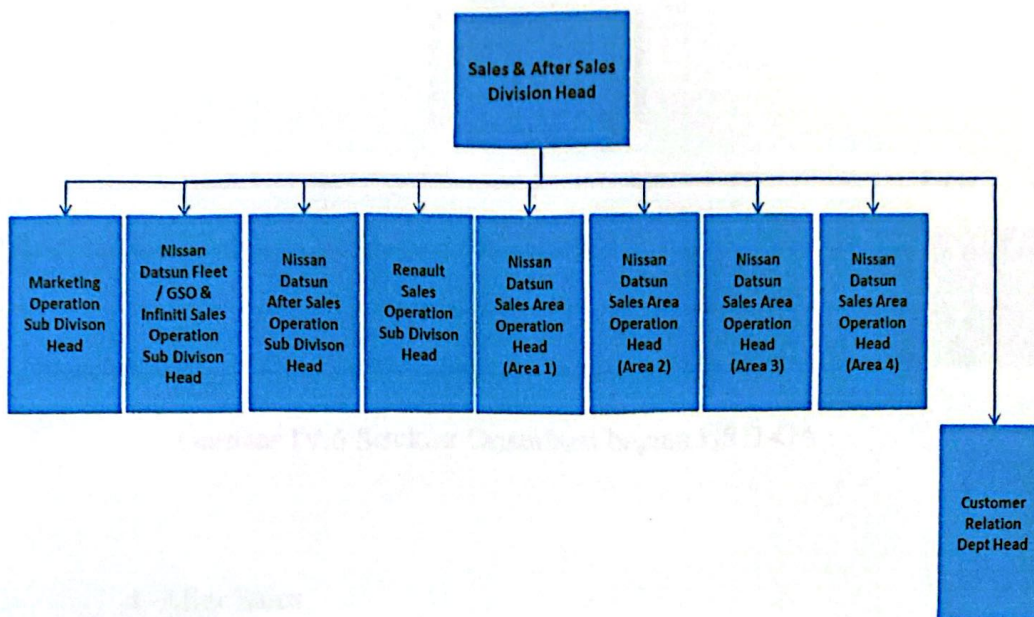 Sales & After Sales
Division Head
Marketing
Operation
Sub Divison
Head
Nissan
Datsun Fleet
/ GSO &
Infiniti Sales
Operation
Sub Divison
Head
Nissan
Datsun
After Sales
Operation
Sub Divison
Head
Renault
Sales
Operation
Sub Divison
Head
Nissan
Datsun
Sales Area
Operation
Head
(Area 1)
Nissan
Datsun
Sales Area
Operation
Head
(Area 2)
Nissan
Datsun
Sales Area
Operation
Head
(Area 3)
Nissan
Datsun
Sales Area
Operation
Head
(Area 4)
Customer
Relation
Dept Head